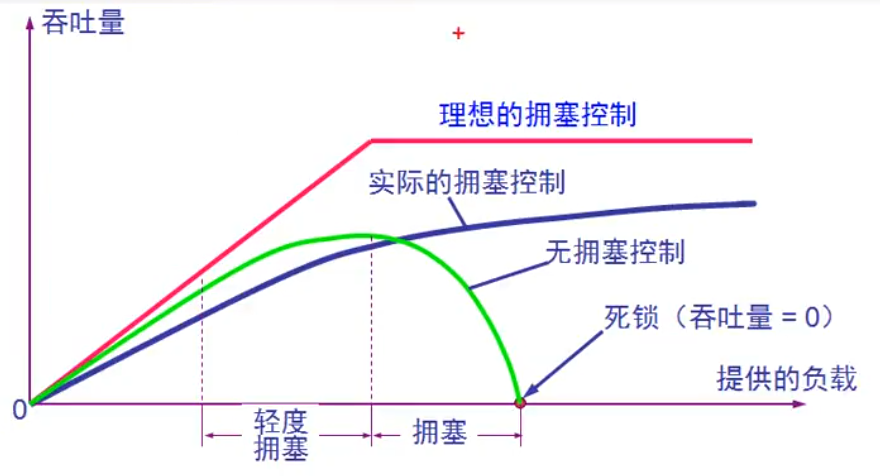 吞吐量
理想的拥塞控制
实际的拥塞控制
无拥塞控制
死锁（吞吐量 = 0）
提供的负载
0
轻度
拥塞
拥塞